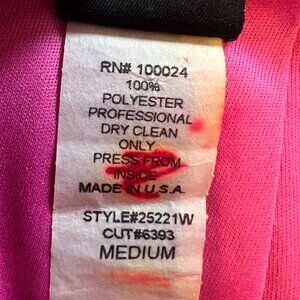 RN# 100024
100%
POLYESTER
PROFESSIONAL
DRY CLEAN
ONLY
PRESS FROM
INSIDE
MADE IN U.S.A.
STYLE#25221W
CUT#6393
MEDIUM